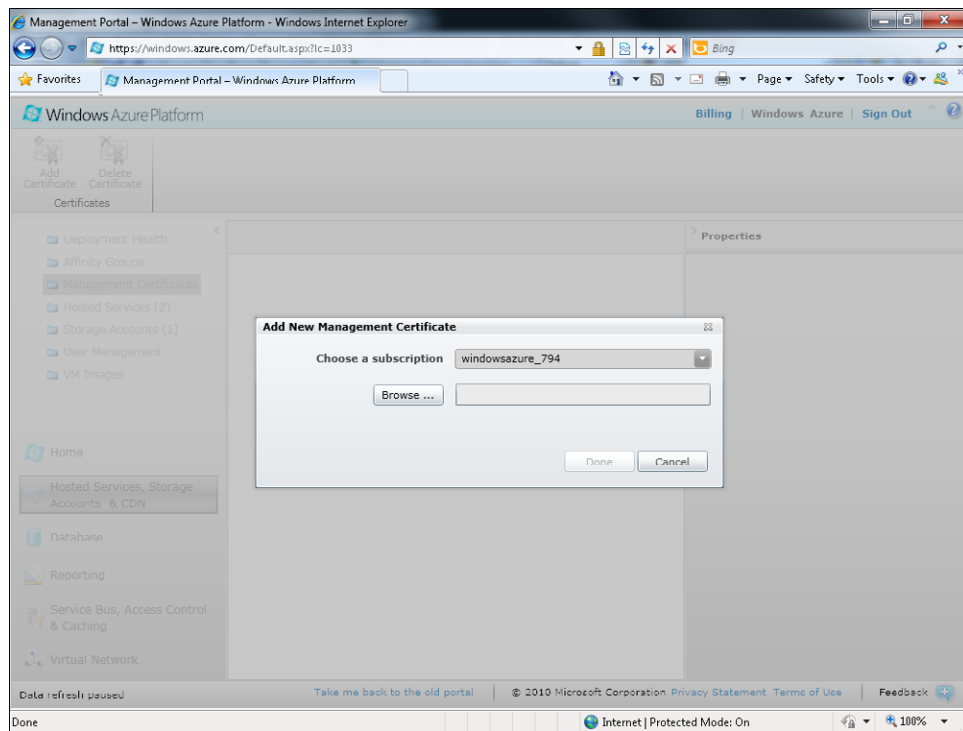 Management Portal – Windows Azure Platform - Windows Internet Explorer
https://windows.azure.com/Default.aspx?lc=1033
Bing
Favorites
Management Portal – Windows Azure Platform
Page
Safety
Tools
Windows Azure Platform
Billing | Windows Azure | Sign Out
Add Certificate
Delete Certificate
Certificates
Deployment Health
Affinity Groups
Management Certificates
Hosted Services (2)
Storage Accounts (1)
User Management
VM Images
Properties
Add New Management Certificate
Choose a subscription
windowsazure_794
Browse ...
Done
Cancel
Home
Hosted Services, Storage
Accounts & CDN
Database
Reporting
Service Bus, Access Control
& Caching
Virtual Network
Data refresh paused
Take me back to the old portal
© 2010 Microsoft Corporation Privacy Statement Terms of Use
Feedback
Done
Internet | Protected Mode: On
100%